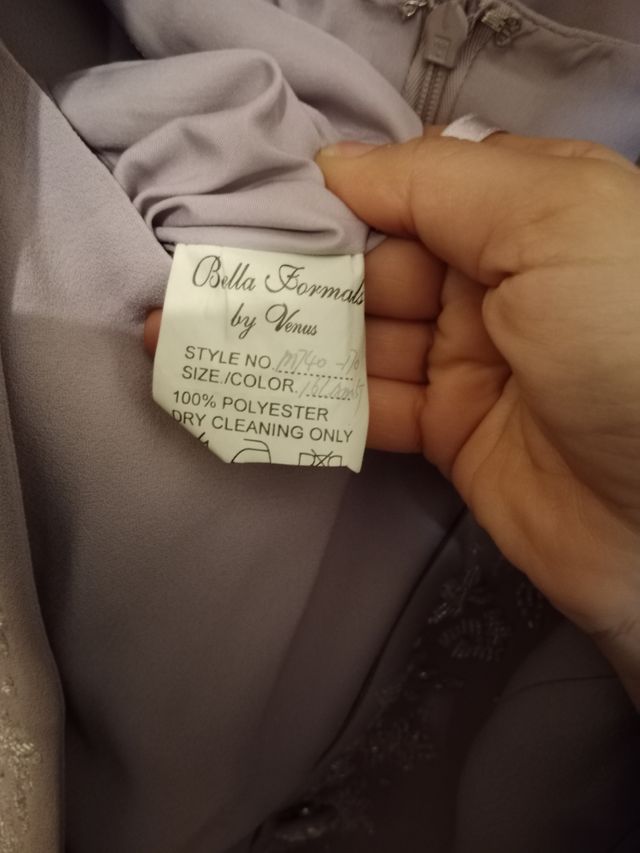 Bella Formals
by Venus
STYLE NO.
SIZE./COLOR.
100% POLYESTER
DRY CLEANING ONLY